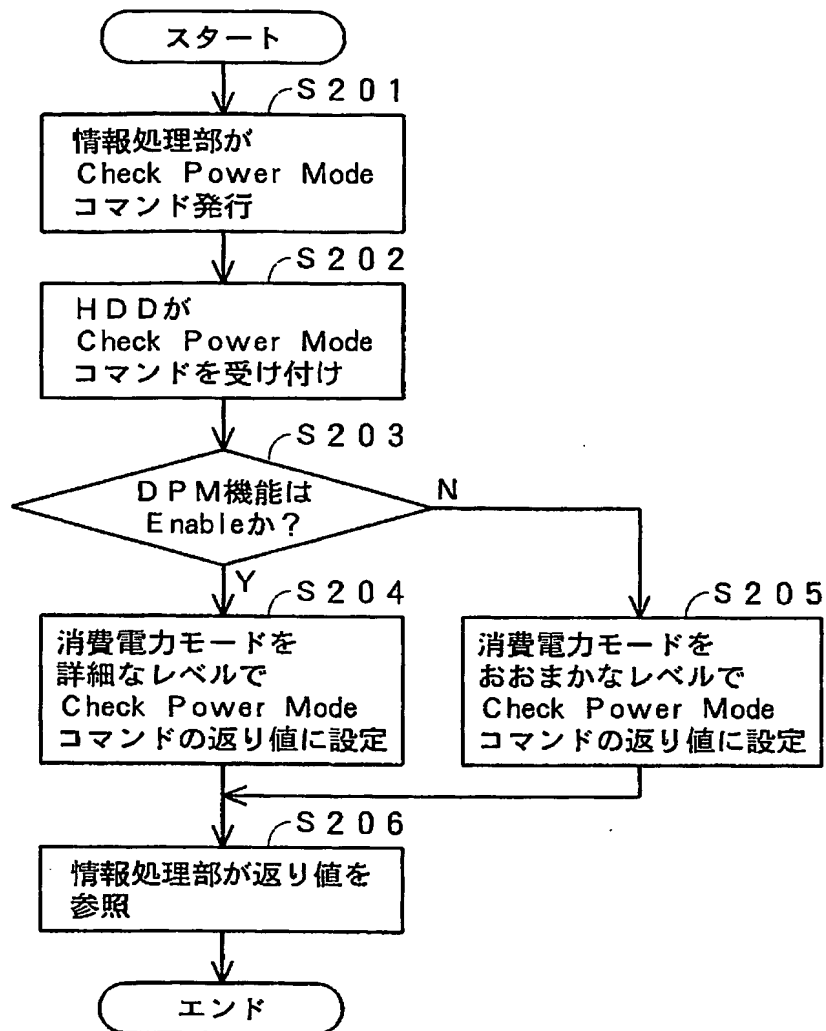 スタート
S201
情報処理部が
Check Power Mode
コマンド発行
S202
HDDが
Check Power Mode
コマンドを受け付け
S203
DPM機能は
Enableか?
N
Y
S204
消費電力モードを
詳細なレベルで
Check Power Mode
コマンドの返り値に設定
S205
消費電力モードを
おおまかなレベルで
Check Power Mode
コマンドの返り値に設定
S206
情報処理部が返り値を
参照
エンド